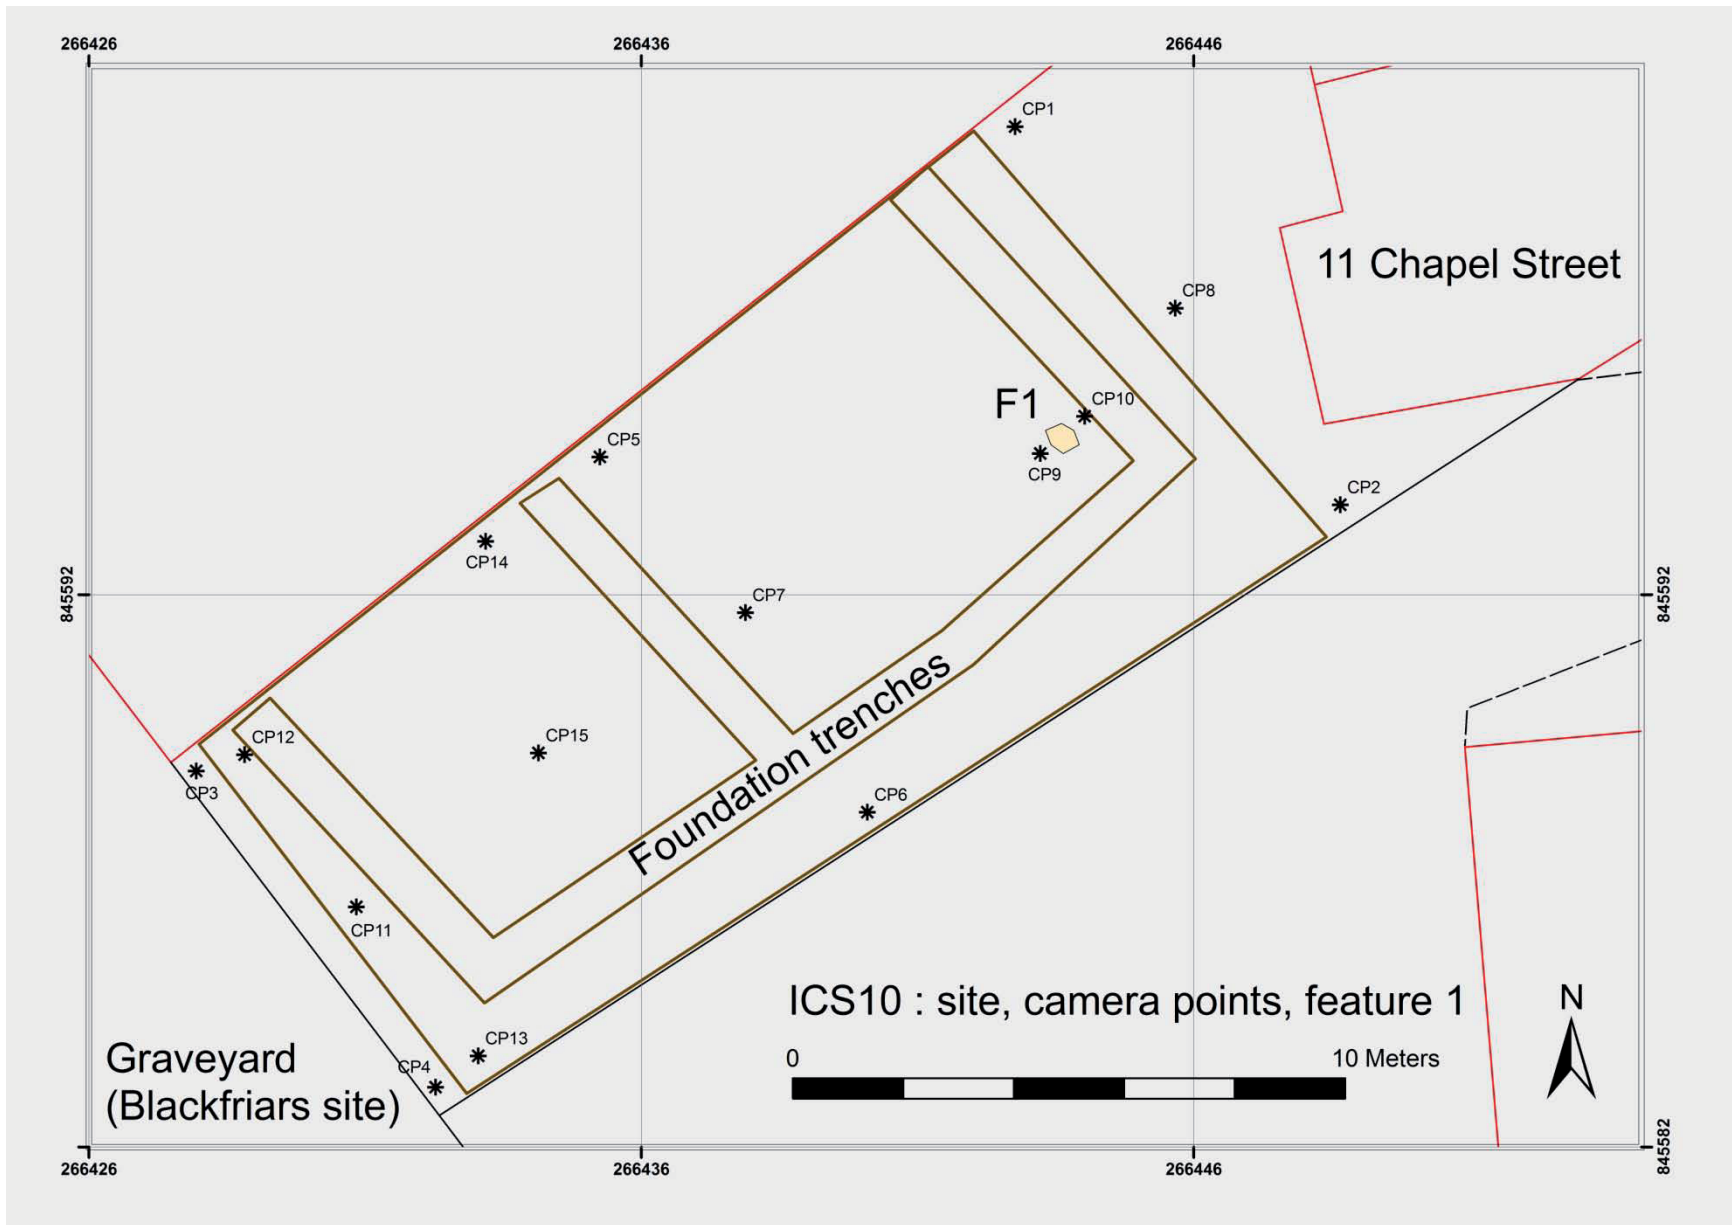 266426
266436
266446
CP1
11 Chapel Street
CP8
F1
CP10
CP5
CP9
CP2
CP14
845592
845592
CP7
Foundation trenches
CP12
CP15
CP3
CP6
CP11
ICS10 : site, camera points, feature 1
N
CP13
0
10 Meters
Graveyard
(Blackfriars site)
CP4
845582
266426
266436
266446